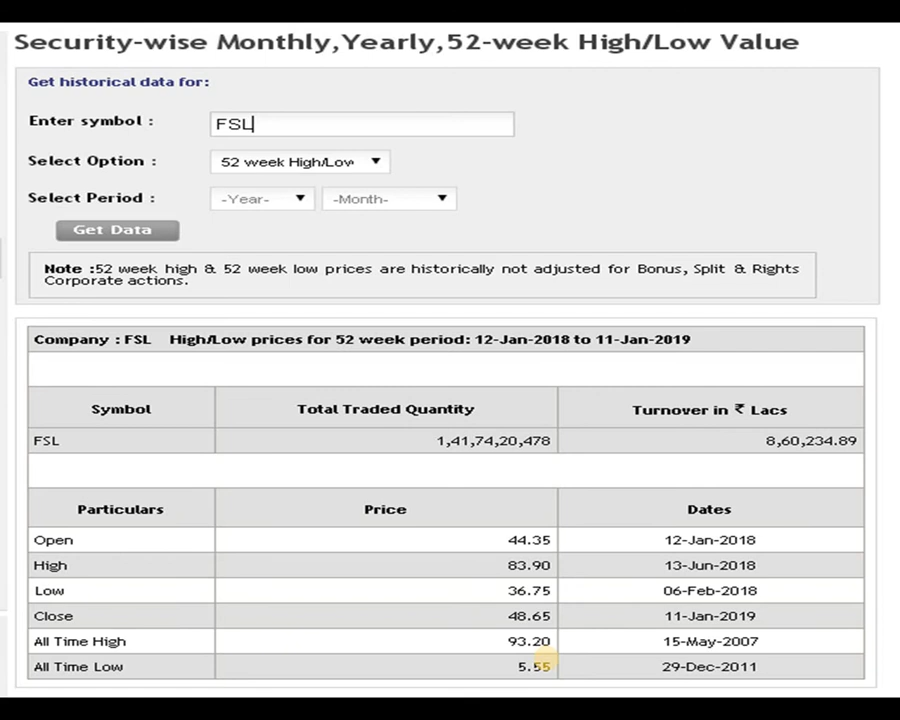 Security-wise Monthly,Yearly,52-week High/Low Value
Get historical data for:
Enter symbol : FSL
Select Option : 52 week High/Low
Select Period : -Year- -Month-
Get Data
Note :52 week high & 52 week low prices are historically not adjusted for Bonus, Split & Rights
Corporate actions.
Company : FSL High/Low prices for 52 week period: 12-Jan-2018 to 11-Jan-2019
Symbol Total Traded Quantity Turnover in ₹ Lacs
FSL 1,41,74,20,478 8,60,234.89
Particulars Price Dates
Open 44.35 12-Jan-2018
High 83.90 13-Jun-2018
Low 36.75 06-Feb-2018
Close 48.65 11-Jan-2019
All Time High 93.20 15-May-2007
All Time Low 5.55 29-Dec-2011